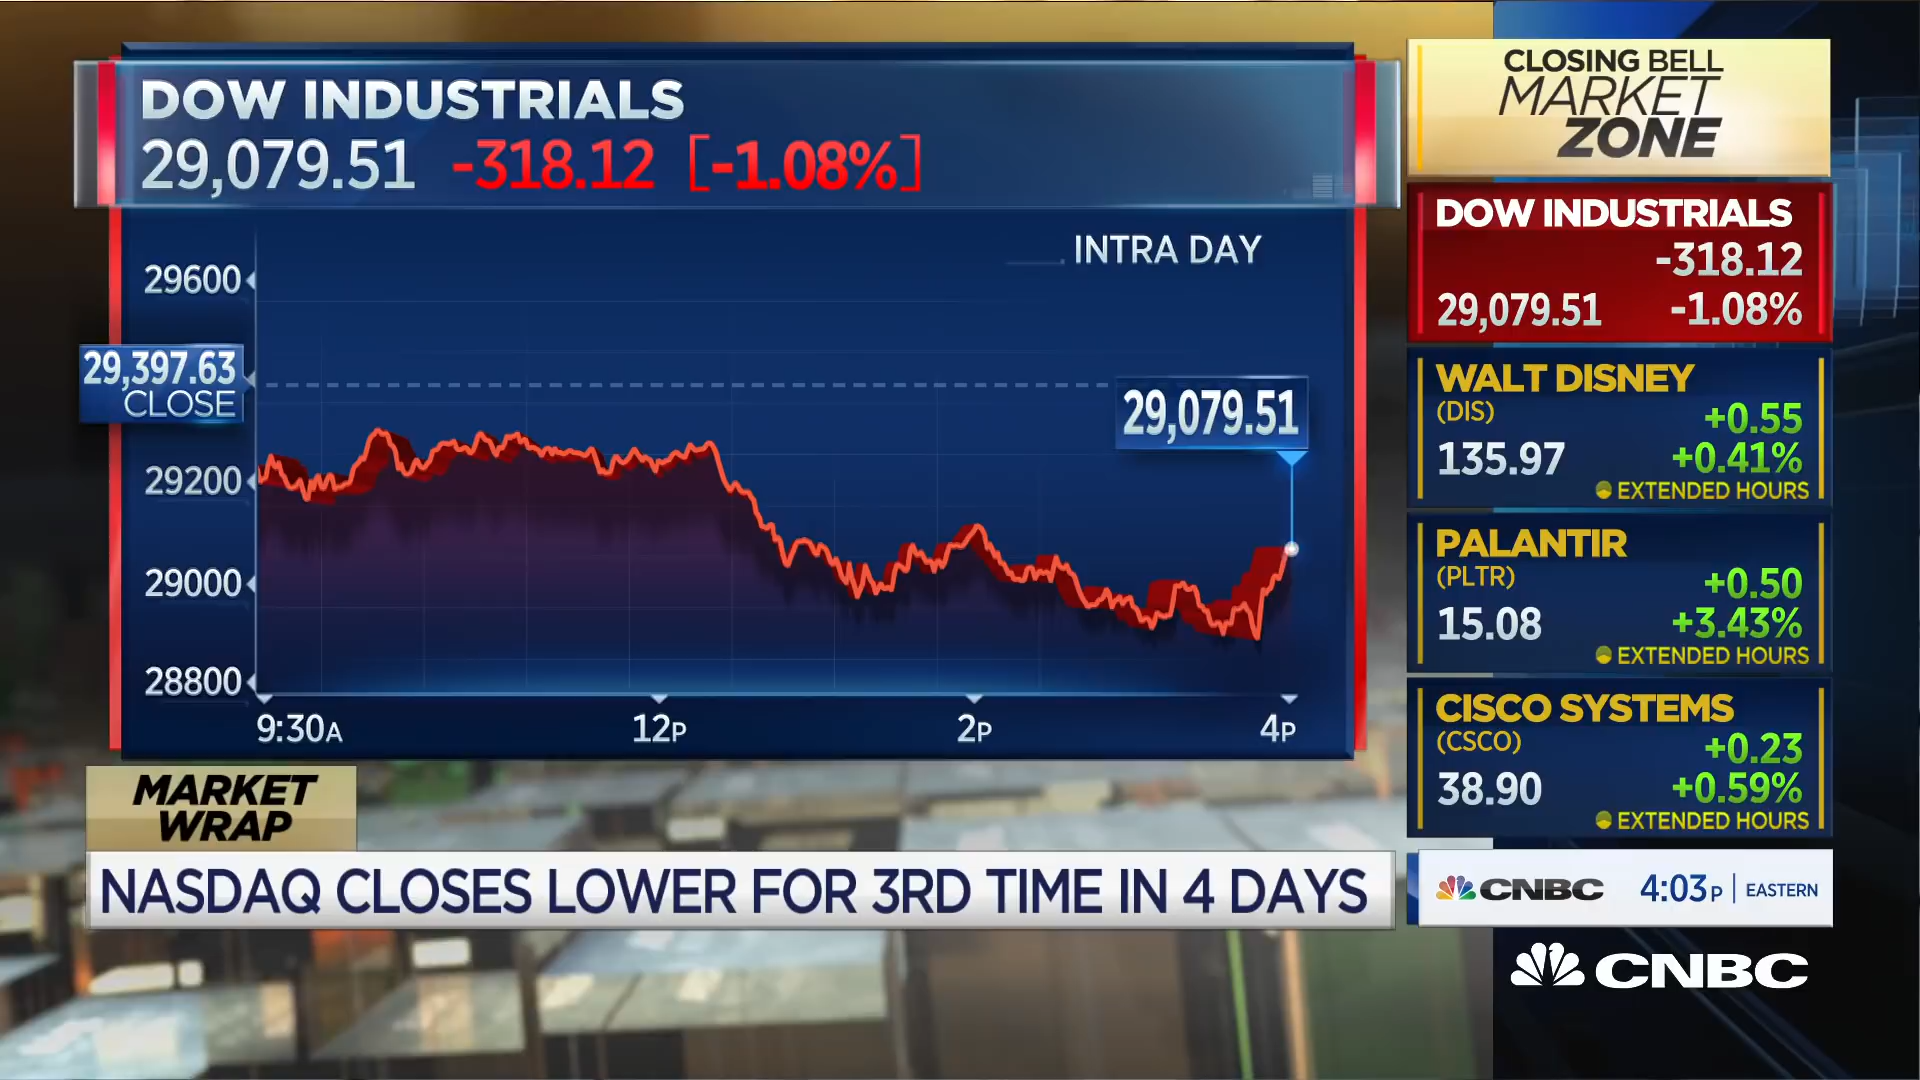 DOW INDUSTRIALS
29,079.51 -318.12 [-1.08%]
INTRA DAY
29600
29,397.63
CLOSE
29,079.51
29200
29000
28800
9:30A 12P 2P 4P
MARKET
WRAP
NASDAQ CLOSES LOWER FOR 3RD TIME IN 4 DAYS
CLOSING BELL
MARKET
ZONE
DOW INDUSTRIALS
-318.12
29,079.51 -1.08%
WALT DISNEY
(DIS) +0.55
135.97 +0.41%
EXTENDED HOURS
PALANTIR
(PLTR) +0.50
15.08 +3.43%
EXTENDED HOURS
CISCO SYSTEMS
(CSCO) +0.23
38.90 +0.59%
EXTENDED HOURS
CNBC 4:03P | EASTERN
CNBC